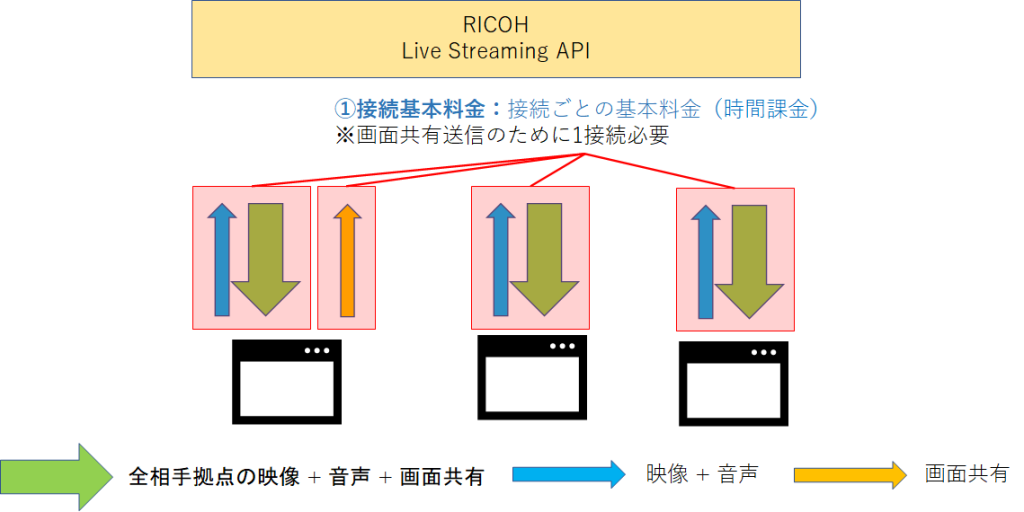 RICOH
Live Streaming API
①接続基本料金：接続ごとの基本料金（時間課金）
※画面共有送信のために1接続必要
全相手拠点の映像 + 音声 + 画面共有
映像 + 音声
画面共有